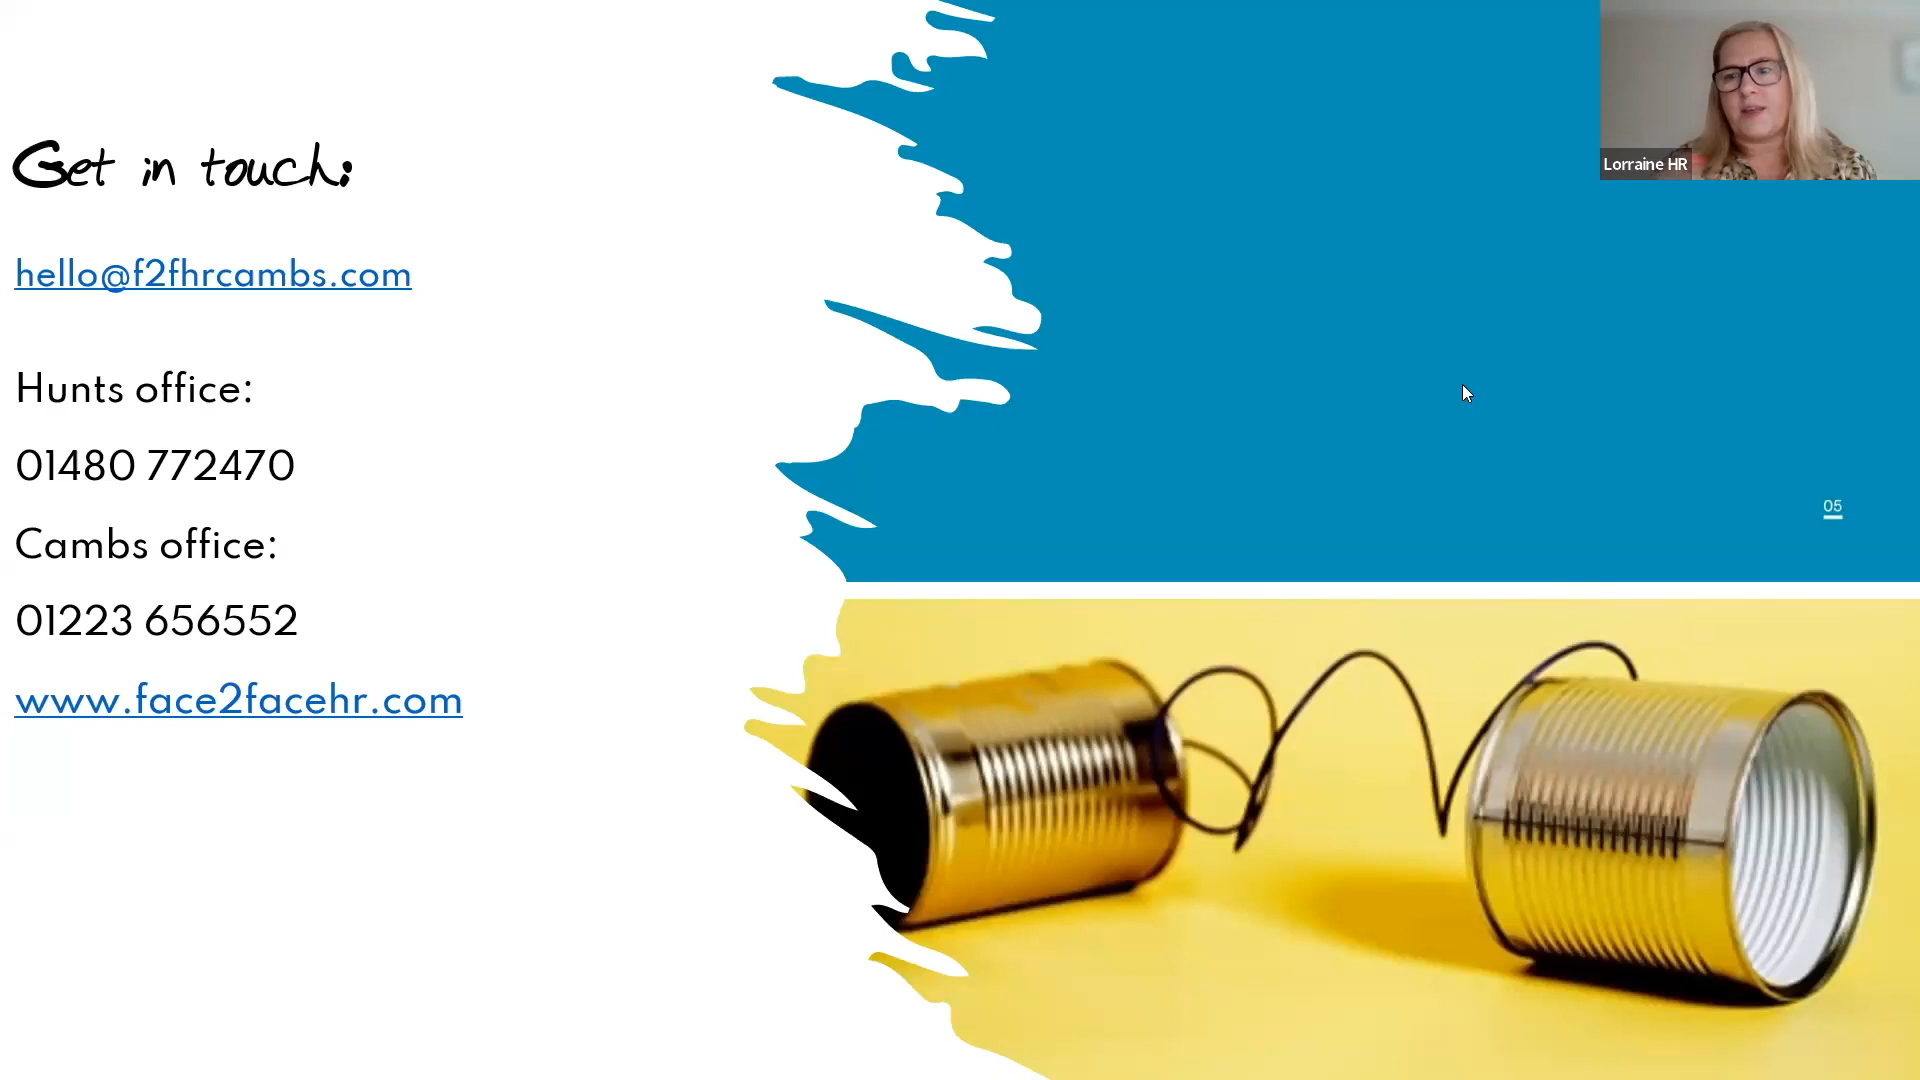 Get in touch:
hello@f2fhrcambs.com
Hunts office:
01480 772470
Cambs office:
01223 656552
www.face2facehr.com
Lorraine HR
05